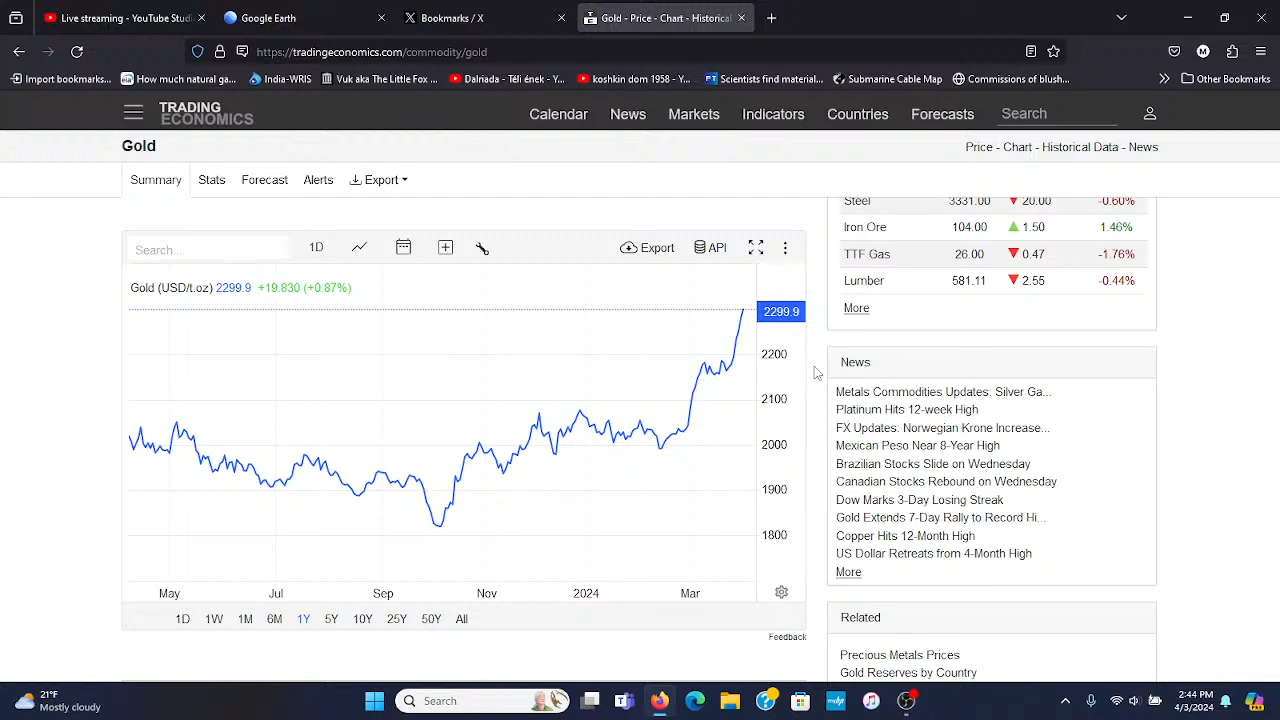 Live streaming - YouTube Studi
Google Earth
Bookmarks / X
Gold - Price - Chart - Historical
https://tradingeconomics.com/commodity/gold
Import bookmarks...
How much natural ga...
India-WRIS
Vuk aka The Little Fox ...
Dalriada - Téli ének - Y...
koshkin dom 1958 - Y...
Scientists find material...
Submarine Cable Map
Commissions of blush...
Other Bookmarks
TRADING
ECONOMICS
Calendar
News
Markets
Indicators
Countries
Forecasts
Search
Gold
Price - Chart - Historical Data - News
Summary
Stats
Forecast
Alerts
Export
Steel 3331.00 20.00 -0.60%
Iron Ore 104.00 1.50 1.46%
TTF Gas 26.00 0.47 -1.76%
Lumber 581.11 2.55 -0.44%
More
Search...
1D
Export
API
Gold (USD/t.oz) 2299.9 +19.830 (+0.87%)
2299.9
2200
2100
2000
1900
1800
May Jul Sep Nov 2024 Mar
1D 1W 1M 6M 1Y 5Y 10Y 25Y 50Y All
Feedback
News
Metals Commodities Updates: Silver Ga...
Platinum Hits 12-week High
FX Updates: Norwegian Krone Increase...
Mexican Peso Near 8-Year High
Brazilian Stocks Slide on Wednesday
Canadian Stocks Rebound on Wednesday
Dow Marks 3-Day Losing Streak
Gold Extends 7-Day Rally to Record Hi...
Copper Hits 12-Month High
US Dollar Retreats from 4-Month High
More
Related
Precious Metals Prices
Gold Reserves by Country
21°F
Mostly cloudy
Search
2:44 PM
4/3/2024